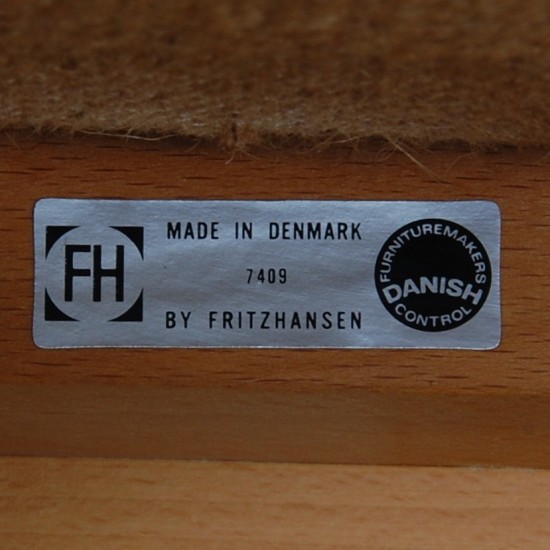 FH
MADE IN DENMARK
7409
BY FRITZHANSEN
FURNITUREMAKERS
DANISH
CONTROL